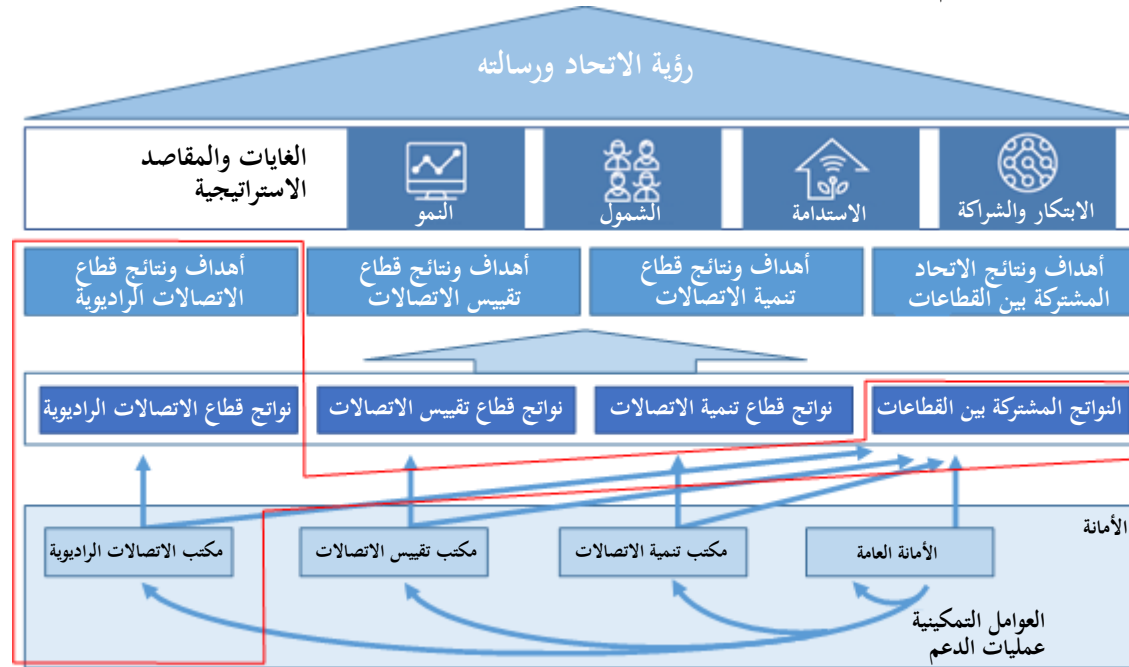 رؤية الاتحاد ورسالته
الغايات والمقاصد
الاستراتيجية
النمو
الشمول
الاستدامة
الابتكار والشراكة
أهداف ونتائج قطاع
الاتصالات الراديوية
أهداف ونتائج قطاع
تقييس الاتصالات
أهداف ونتائج قطاع
تنمية الاتصالات
أهداف ونتائج الاتحاد
المشتركة بين القطاعات
نواتج قطاع الاتصالات الراديوية
نواتج قطاع تقييس الاتصالات
نواتج قطاع تنمية الاتصالات
النواتج المشتركة بين القطاعات
الأمانة
مكتب الاتصالات الراديوية
مكتب تقييس الاتصالات
مكتب تنمية الاتصالات
الأمانة العامة
العوامل التمكينية
عمليات الدعم